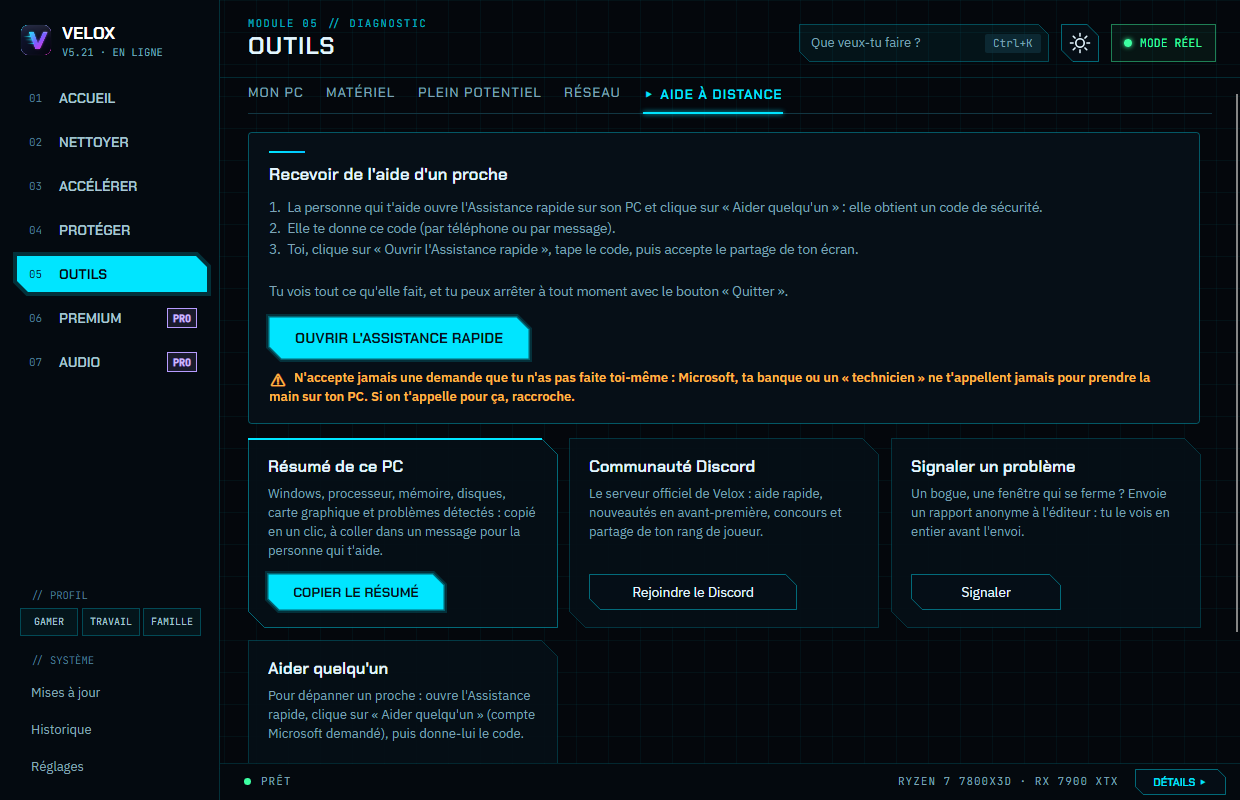 VELOX
V5.21 · EN LIGNE
01 ACCUEIL
02 NETTOYER
03 ACCÉLÉRER
04 PROTÉGER
05 OUTILS
06 PREMIUM PRO
07 AUDIO PRO
// PROFIL
GAMER TRAVAIL FAMILLE
// SYSTÈME
Mises à jour
Historique
Réglages
MODULE 05 // DIAGNOSTIC
OUTILS
Que veux-tu faire ? Ctrl+K
MODE RÉEL
MON PC MATÉRIEL PLEIN POTENTIEL RÉSEAU ▸ AIDE À DISTANCE
Recevoir de l'aide d'un proche
1. La personne qui t'aide ouvre l'Assistance rapide sur son PC et clique sur « Aider quelqu'un » : elle obtient un code de sécurité.
2. Elle te donne ce code (par téléphone ou par message).
3. Toi, clique sur « Ouvrir l'Assistance rapide », tape le code, puis accepte le partage de ton écran.
Tu vois tout ce qu'elle fait, et tu peux arrêter à tout moment avec le bouton « Quitter ».
OUVRIR L'ASSISTANCE RAPIDE
⚠ N'accepte jamais une demande que tu n'as pas faite toi-même : Microsoft, ta banque ou un « technicien » ne t'appellent jamais pour prendre la
main sur ton PC. Si on t'appelle pour ça, raccroche.
Résumé de ce PC
Windows, processeur, mémoire, disques,
carte graphique et problèmes détectés : copié
en un clic, à coller dans un message pour la
personne qui t'aide.
COPIER LE RÉSUMÉ
Communauté Discord
Le serveur officiel de Velox : aide rapide,
nouveautés en avant-première, concours et
partage de ton rang de joueur.
Rejoindre le Discord
Signaler un problème
Un bogue, une fenêtre qui se ferme ? Envoie
un rapport anonyme à l'éditeur : tu le vois en
entier avant l'envoi.
Signaler
Aider quelqu'un
Pour dépanner un proche : ouvre l'Assistance
rapide, clique sur « Aider quelqu'un » (compte
Microsoft demandé), puis donne-lui le code.
PRÊT
RYZEN 7 7800X3D · RX 7900 XTX
DÉTAILS ▸